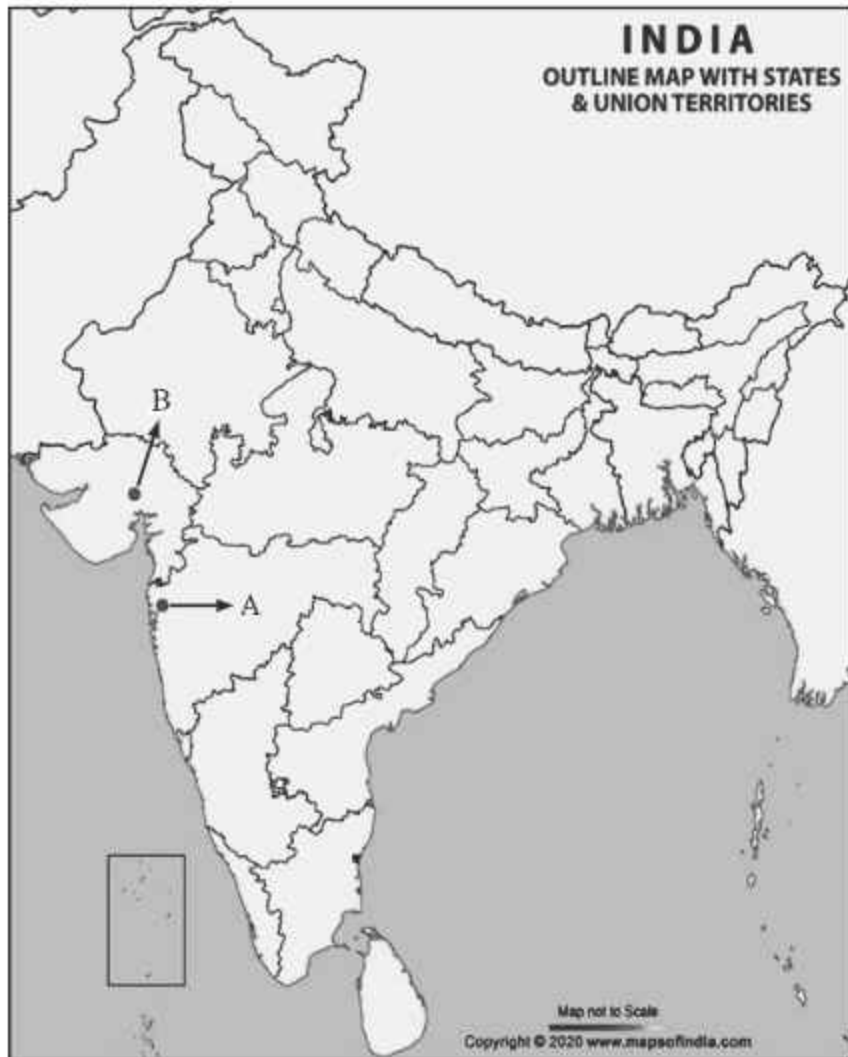 INDIA
OUTLINE MAP WITH STATES
& UNION TERRITORIES
B
A
Map not to Scale
Copyright © 2020 www.mapsofindia.com